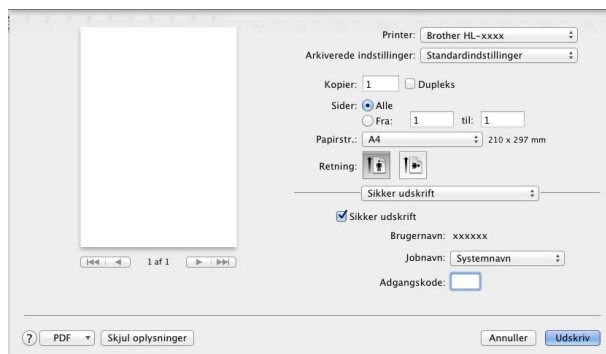 Printer: Brother HL-xxxx
Arkiverede indstillinger: Standardindstillinger
Kopier: 1 Dupleks
Sider: Alle
Fra: 1 til: 1
Papirstr.: A4 210 x 297 mm
Retning:
Sikker udskrift
Sikker udskrift
Brugernavn: xxxxxx
Jobnavn: Systemnavn
Adgangskode:
1 af 1
? PDF Skjul oplysninger Annuller Udskriv